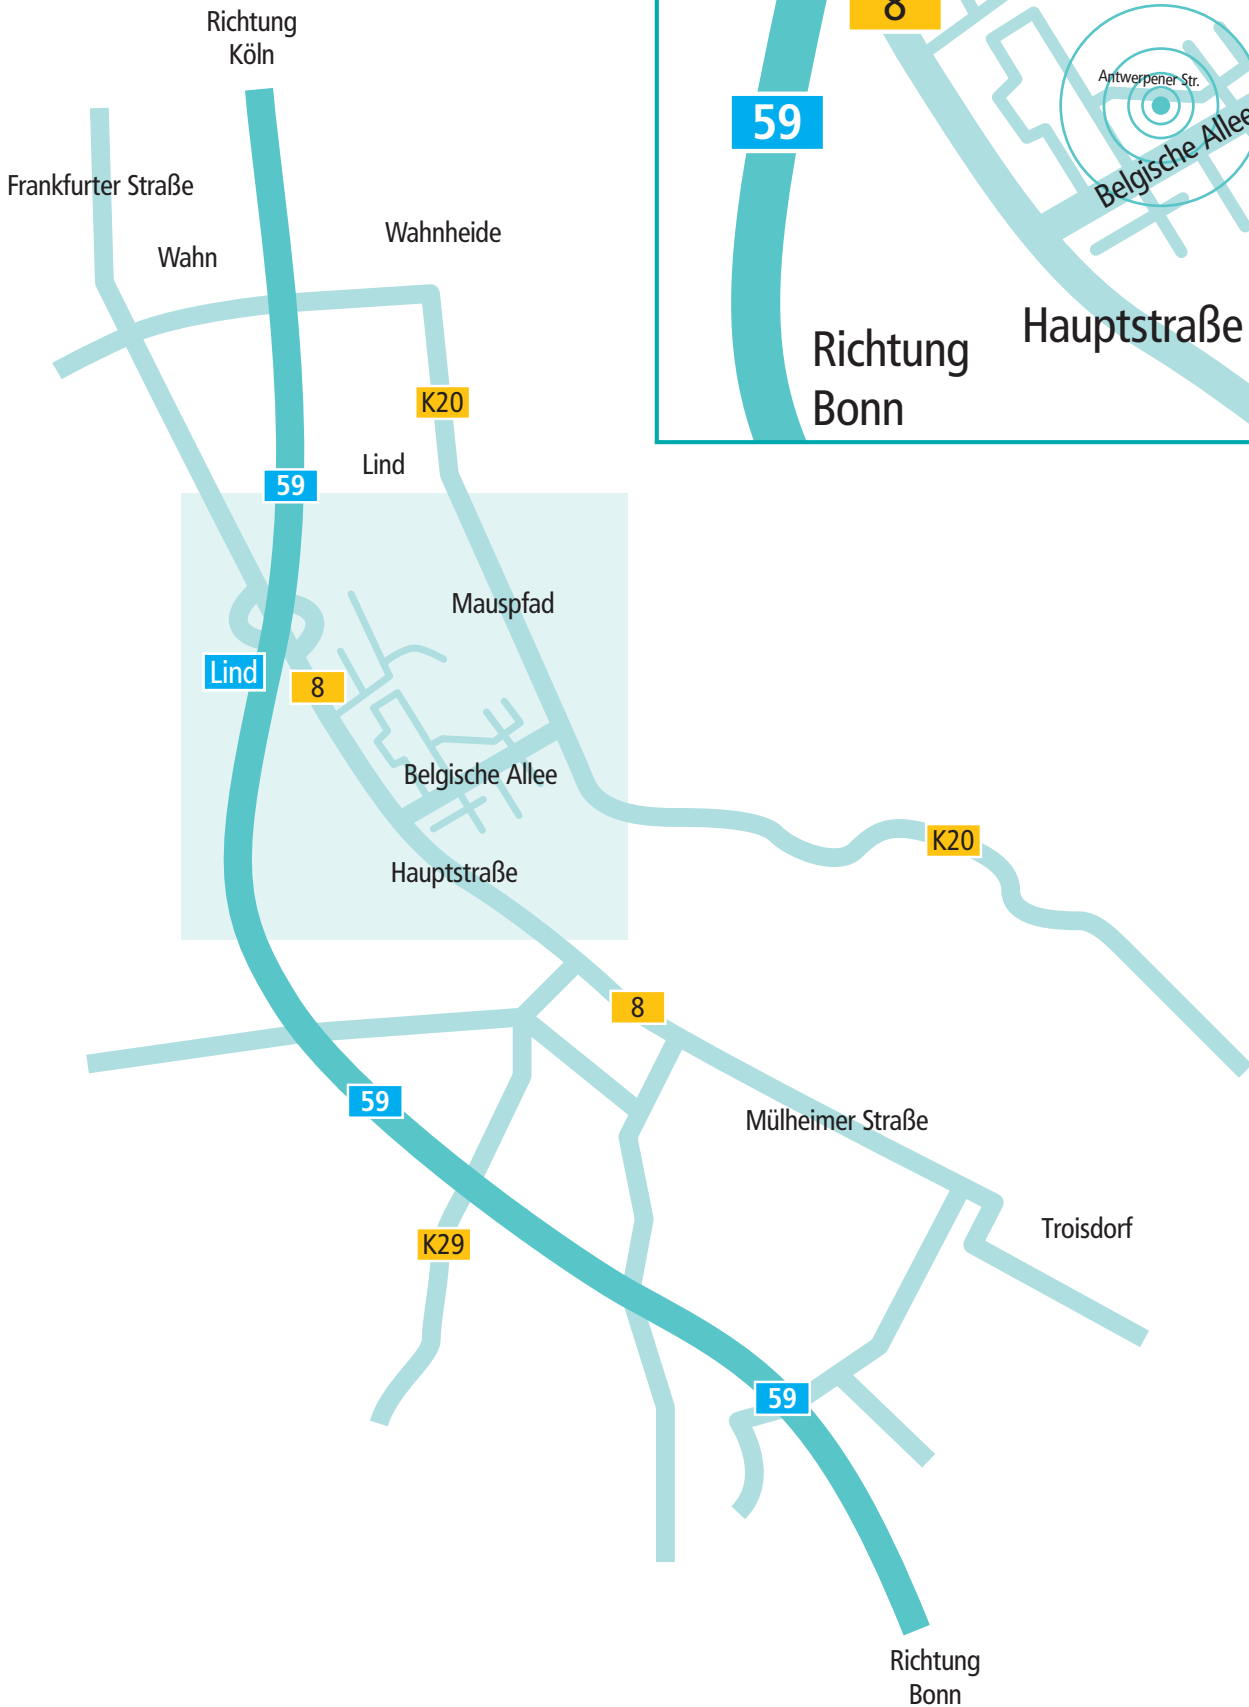 Richtung
Köln
8
Antwerpener Str.
59
Belgische Allee
Frankfurter Straße
Wahnheide
Wahn
Hauptstraße
Richtung
Bonn
K20
Lind
59
Mauspfad
Lind
8
Belgische Allee
K20
Hauptstraße
8
59
Mülheimer Straße
Troisdorf
K29
59
Richtung
Bonn